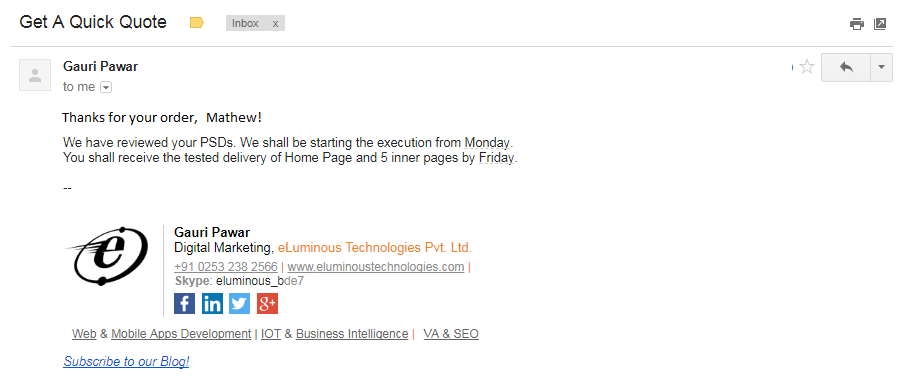 Get A Quick Quote Inbox x
Gauri Pawar
to me
Thanks for your order, Mathew!
We have reviewed your PSDs. We shall be starting the execution from Monday.
You shall receive the tested delivery of Home Page and 5 inner pages by Friday.
--
Gauri Pawar
Digital Marketing, eLuminous Technologies Pvt. Ltd.
+91 0253 238 2566 | www.eluminoustechnologies.com |
Skype: eluminous_bde7
Web & Mobile Apps Development | IOT & Business Intelligence | VA & SEO
Subscribe to our Blog!